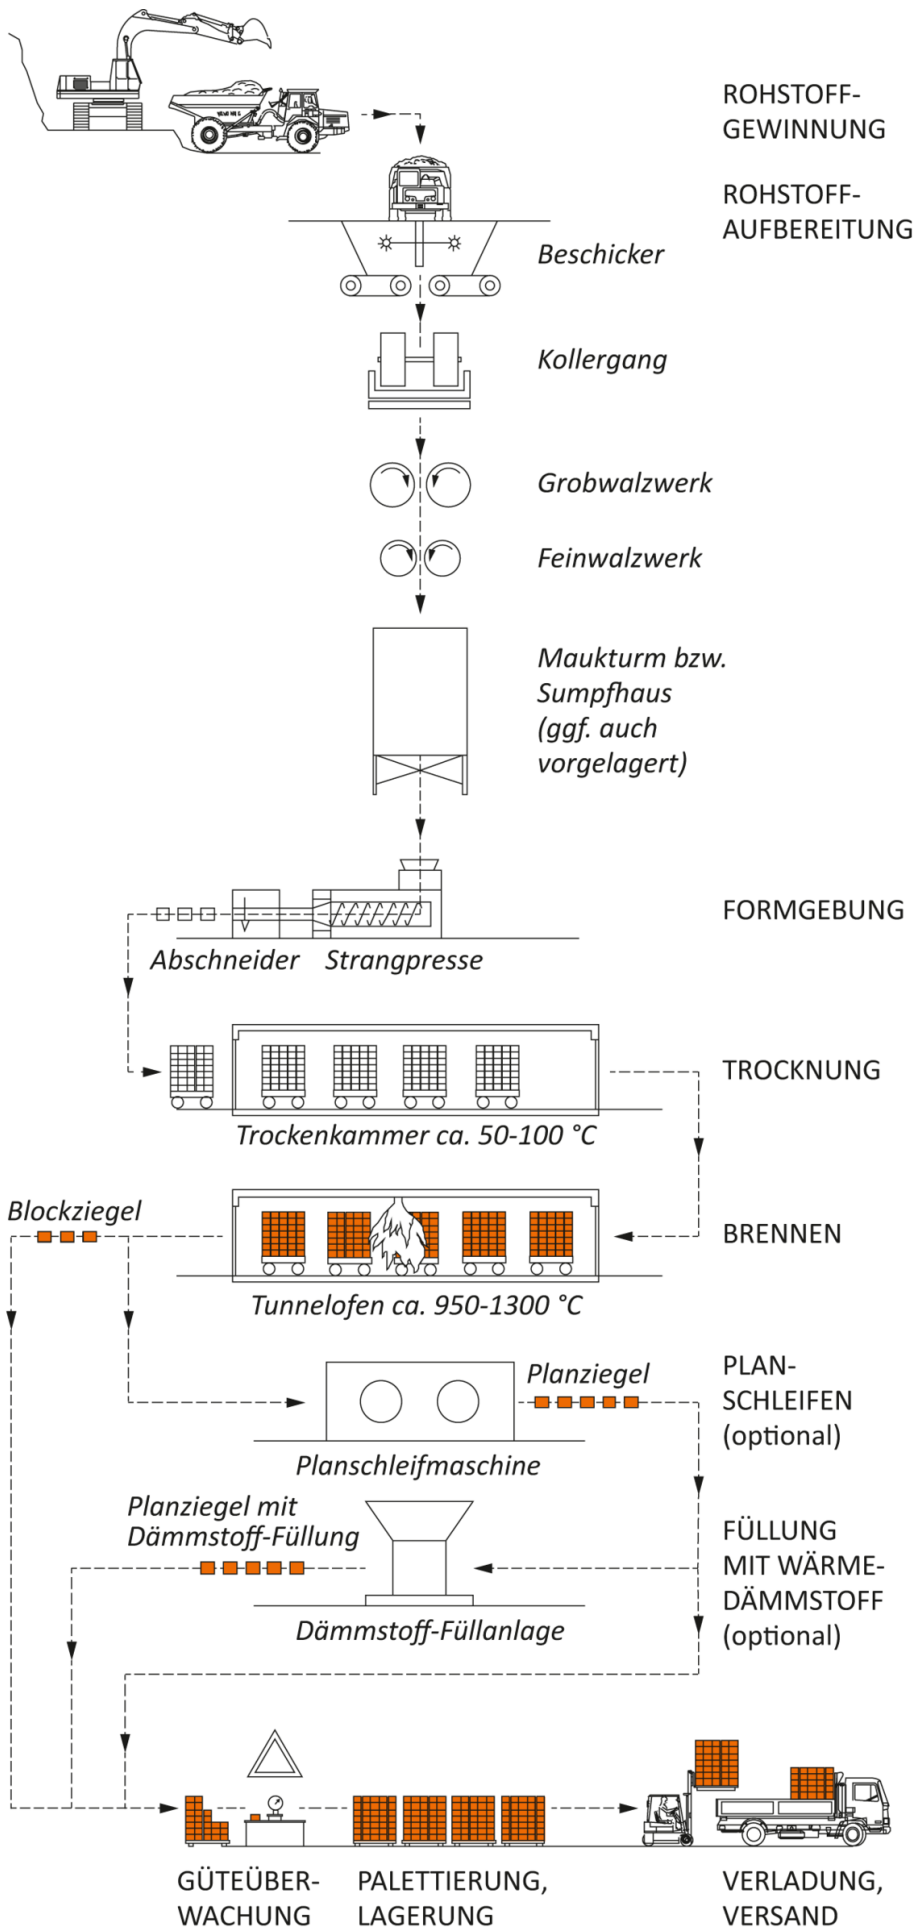 ROHSTOFF-
GEWINNUNG
ROHSTOFF-
AUFBEREITUNG
Beschicker
Kollergang
Grobwalzwerk
Feinwalzwerk
Maukturm bzw.
Sumpfhaus
(ggf. auch
vorgelagert)
FORMGEBUNG
Abschneider
Strangpresse
TROCKNUNG
Trockenkammer ca. 50-100 °C
Blockziegel
BRENNEN
Tunnelofen ca. 950-1300 °C
Planziegel
PLAN-
SCHLEIFEN
(optional)
Planschleifmaschine
Planziegel mit
Dämmstoff-Füllung
FÜLLUNG
MIT WÄRME-
DÄMMSTOFF
(optional)
Dämmstoff-Füllanlage
GÜTEÜBER-
WACHUNG
PALETTIERUNG,
LAGERUNG
VERLADUNG,
VERSAND